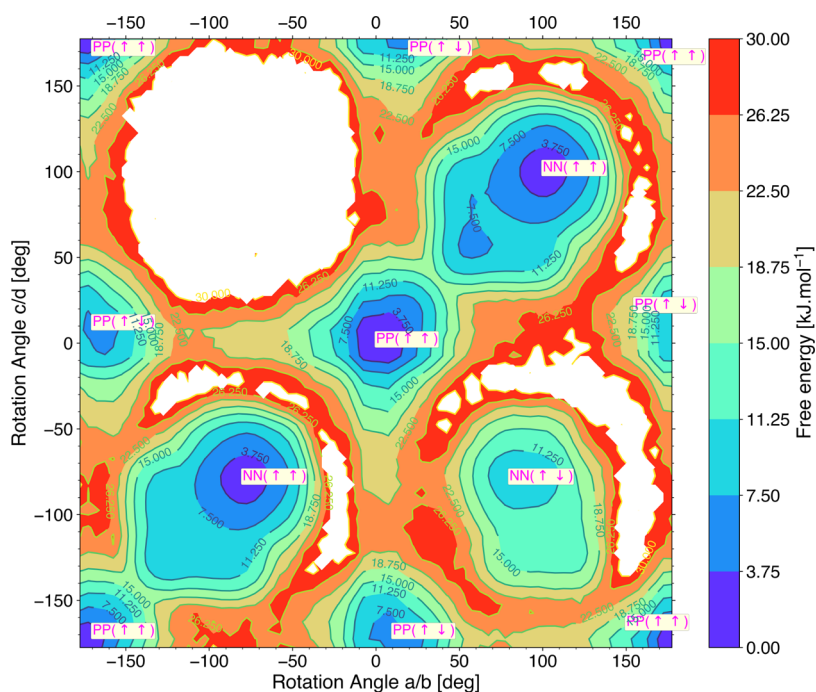 −150 −100 −50 0 50 100 150
PP(↑ ↑) PP(↑ ↓) PP(↑ ↑)
NN(↑ ↑)
PP(↑ ↓)
PP(↑ ↓)
PP(↑ ↑)
NN(↑ ↑) NN(↑ ↓)
PP(↑ ↑) PP(↑ ↓) PP(↑ ↑)
150
100
50
0
−50
−100
−150
Rotation Angle c/d [deg]
−150 −100 −50 0 50 100 150
Rotation Angle a/b [deg]
30.00
26.25
22.50
18.75
15.00
11.25
7.50
3.75
0.00
Free energy [kJ.mol⁻¹]
11.250
15.000
18.750
22.500
30.000
26.250
3.750
7.500